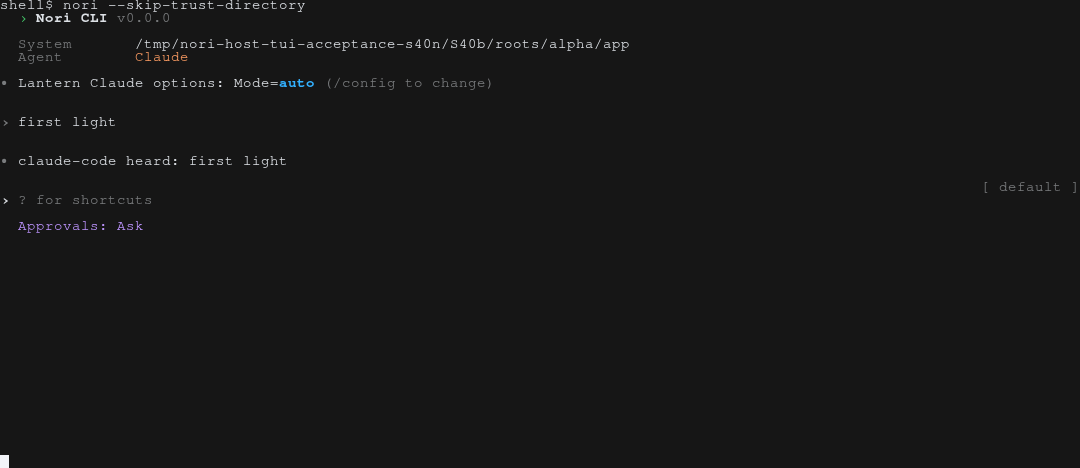 shell$ nori --skip-trust-directory
› Nori CLI v0.0.0
System /tmp/nori-host-tui-acceptance-s40n/S40b/roots/alpha/app
Agent Claude
• Lantern Claude options: Mode=auto (/config to change)
› first light
• claude-code heard: first light
[ default ]
› ? for shortcuts
Approvals: Ask